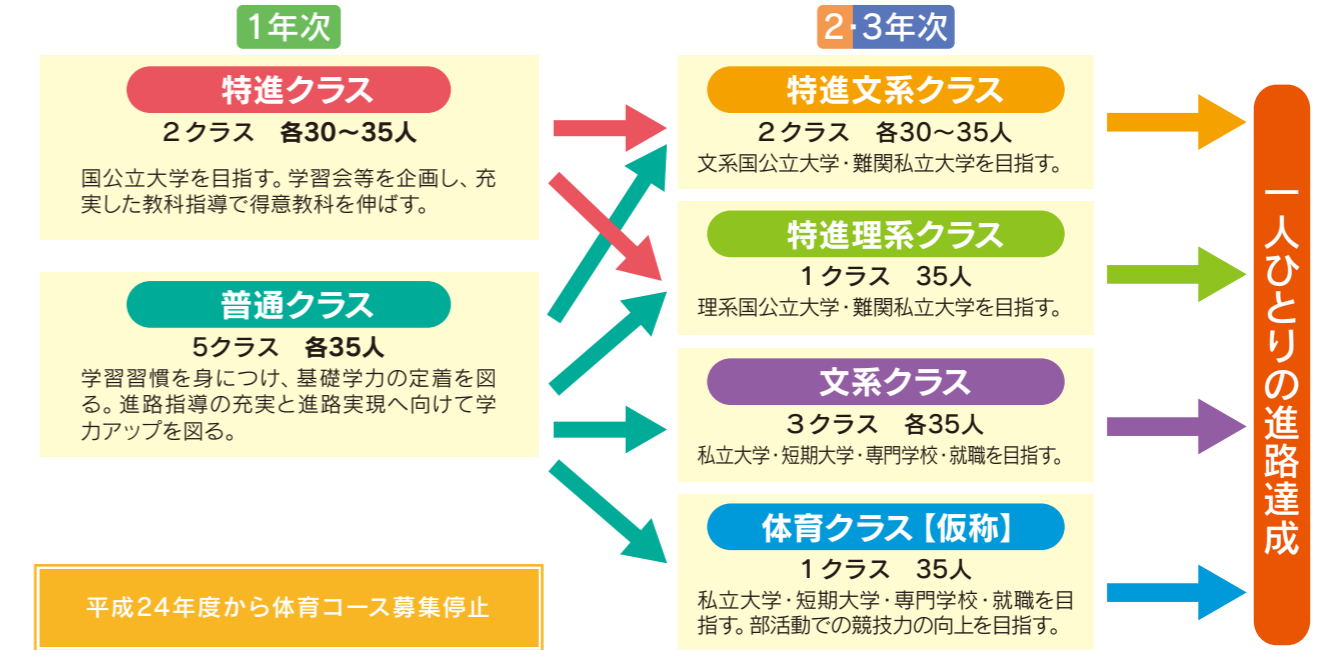 1年次
特進クラス
2クラス 各30～35人
国公立大学を目指す。学習会等を企画し、充
実した教科指導で得意教科を伸ばす。
普通クラス
5クラス 各35人
学習習慣を身につけ、基礎学力の定着を図
る。進路指導の充実と進路実現へ向けて学
力アップを図る。
平成24年度から体育コース募集停止
2･3年次
特進文系クラス
2クラス 各30～35人
文系国公立大学・難関私立大学を目指す。
特進理系クラス
1クラス 35人
理系国公立大学・難関私立大学を目指す。
文系クラス
3クラス 各35人
私立大学・短期大学・専門学校・就職を目指す。
体育クラス【仮称】
1クラス 35人
私立大学・短期大学・専門学校・就職を目
指す。部活動での競技力の向上を目指す。
一人ひとりの進路達成